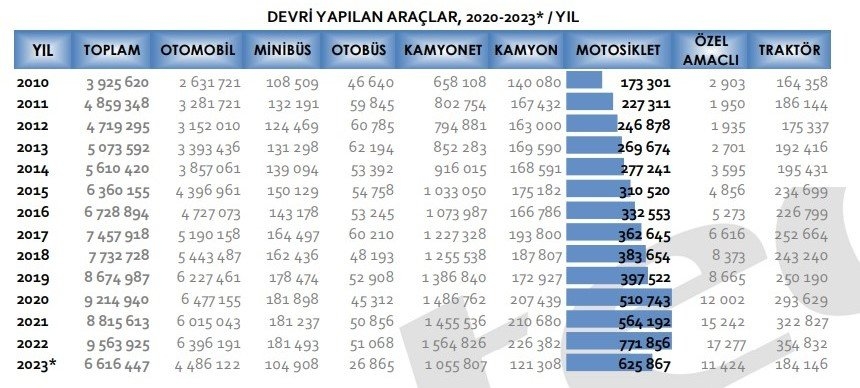 DEVRİ YAPILAN ARAÇLAR, 2020-2023* / YIL
YIL TOPLAM OTOMOBİL MİNİBÜS OTOBÜS KAMYONET KAMYON MOTOSİKLET ÖZEL AMAÇLI TRAKTÖR
2010 3 925 620 2 631 721 108 509 46 640 658 108 140 080 173 301 2 903 164 358
2011 4 859 348 3 281 721 132 191 59 845 802 754 167 432 227 311 1 950 186 144
2012 4 719 295 3 152 010 124 469 60 785 794 881 163 000 246 878 1 935 175 337
2013 5 073 592 3 393 436 131 298 62 194 852 283 169 590 269 674 2 701 192 416
2014 5 610 420 3 857 061 139 094 53 392 916 015 168 591 277 241 3 595 195 431
2015 6 360 155 4 396 961 150 129 54 758 1 033 050 175 182 310 520 4 856 234 699
2016 6 728 894 4 727 073 143 178 53 245 1 073 987 166 786 332 553 5 273 226 799
2017 7 457 918 5 190 158 164 497 60 210 1 227 328 193 800 362 645 6 616 252 664
2018 7 732 728 5 443 487 162 436 48 193 1 255 538 187 807 383 654 8 373 243 240
2019 8 674 987 6 227 461 178 474 52 908 1 386 840 172 927 397 522 8 665 250 190
2020 9 214 940 6 477 155 181 898 45 312 1 486 762 207 439 510 743 12 002 293 629
2021 8 815 613 6 015 043 181 237 50 856 1 455 536 210 680 564 192 15 242 322 827
2022 9 563 925 6 396 191 181 493 51 068 1 564 826 226 382 771 856 17 277 354 832
2023* 6 616 447 4 486 122 104 908 26 865 1 055 807 121 308 625 867 11 424 184 146